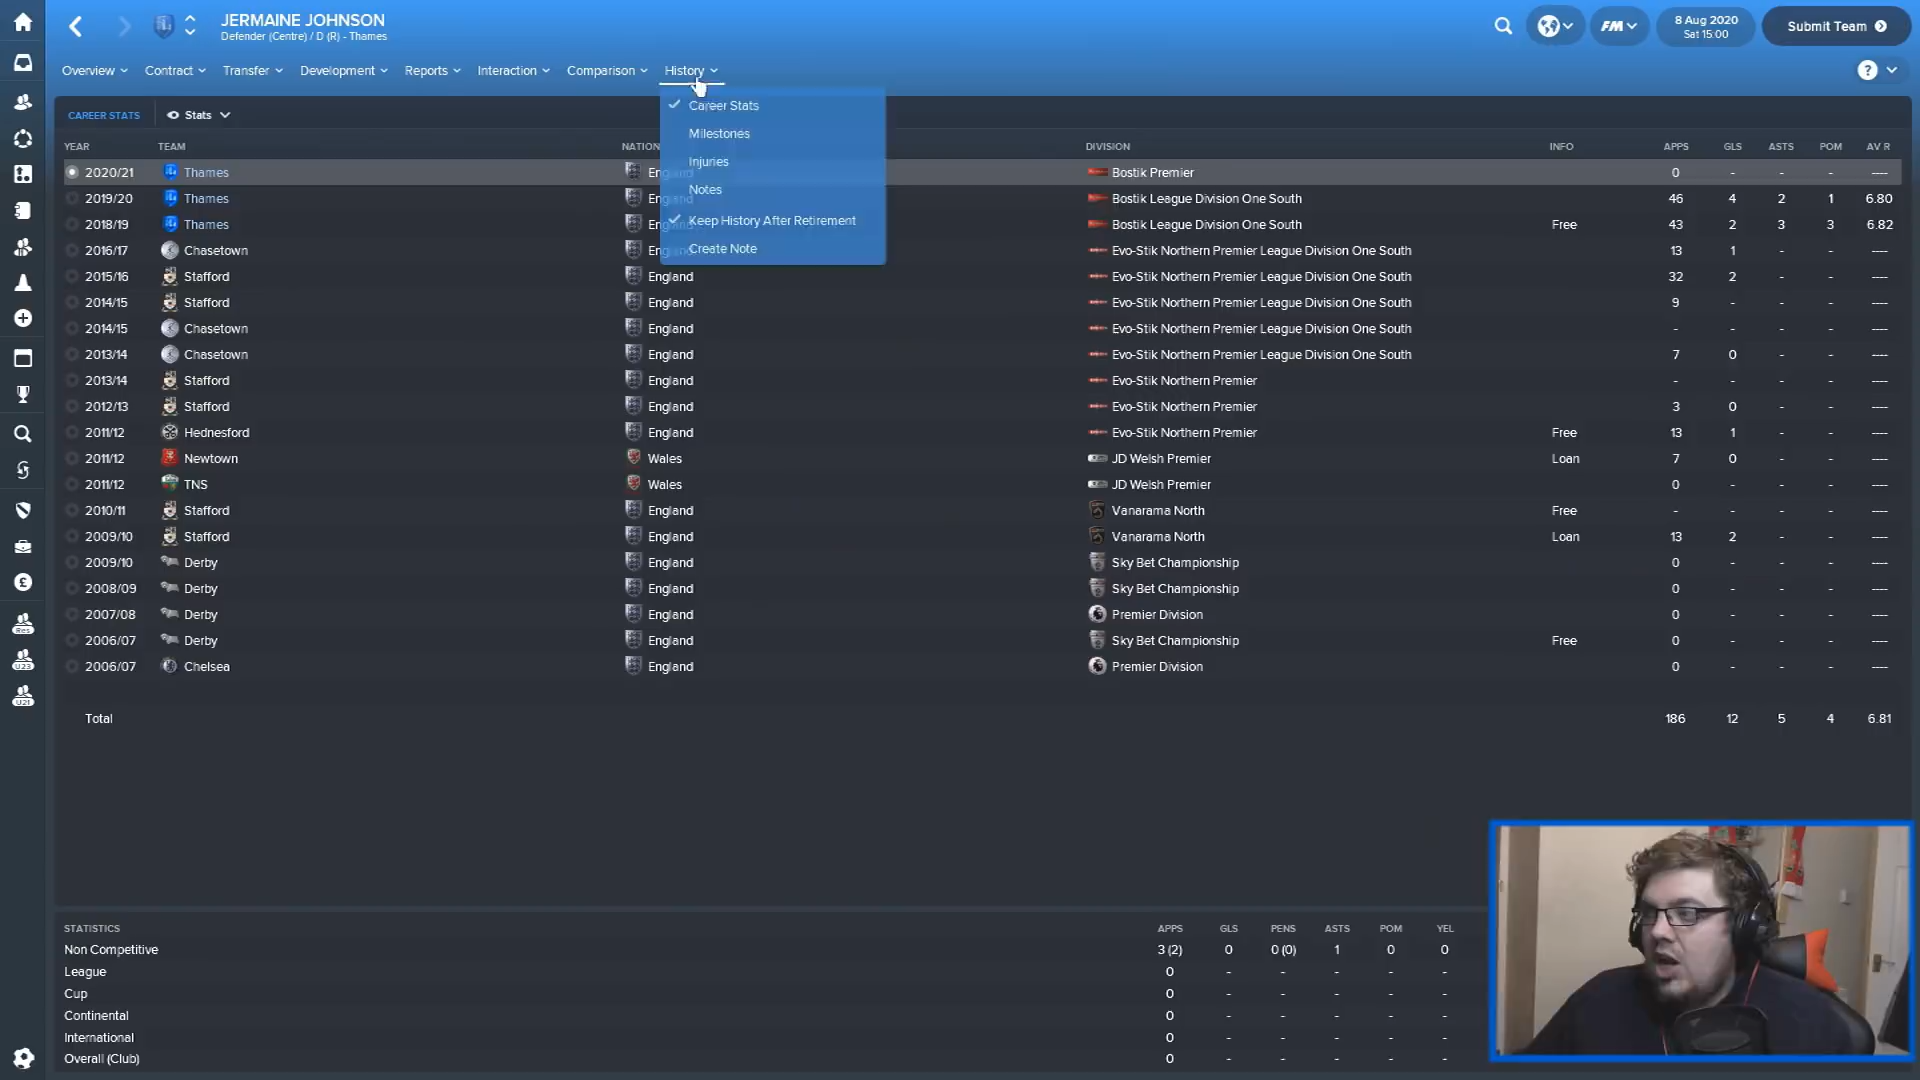 JERMAINE JOHNSON
Defender (Centre) / D (R) - Thames
FM
8 Aug 2020
Sat 15:00
Submit Team
Overview Contract Transfer Development Reports Interaction Comparison History
?
Career Stats
Milestones
Injuries
Notes
Keep History After Retirement
Create Note
CAREER STATS Stats
YEAR TEAM NATION DIVISION INFO APPS GLS ASTS POM AV R
2020/21 Thames Bostik Premier 0 - - - ----
2019/20 Thames Bostik League Division One South 46 4 2 1 6.80
2018/19 Thames Bostik League Division One South Free 43 2 3 3 6.82
2016/17 Chasetown Evo-Stik Northern Premier League Division One South 13 1 - - ----
2015/16 Stafford England Evo-Stik Northern Premier League Division One South 32 2 - - ----
2014/15 Stafford England Evo-Stik Northern Premier League Division One South 9 - - - ----
2014/15 Chasetown England Evo-Stik Northern Premier League Division One South - - - - ----
2013/14 Chasetown England Evo-Stik Northern Premier League Division One South 7 0 - - ----
2013/14 Stafford England Evo-Stik Northern Premier - - - - ----
2012/13 Stafford England Evo-Stik Northern Premier 3 0 - - ----
2011/12 Hednesford England Evo-Stik Northern Premier Free 13 1 - - ----
2011/12 Newtown Wales JD Welsh Premier Loan 7 0 - - ----
2011/12 TNS Wales JD Welsh Premier 0 - - - ----
2010/11 Stafford England Vanarama North Free - - - - ----
2009/10 Stafford England Vanarama North Loan 13 2 - - ----
2009/10 Derby England Sky Bet Championship 0 - - - ----
2008/09 Derby England Sky Bet Championship 0 - - - ----
2007/08 Derby England Premier Division 0 - - - ----
2006/07 Derby England Sky Bet Championship Free 0 - - - ----
2006/07 Chelsea England Premier Division 0 - - - ----
Total 186 12 5 4 6.81
STATISTICS APPS GLS PENS ASTS POM YEL
Non Competitive 3 (2) 0 0 (0) 1 0 0
League 0 - - - - -
Cup 0 - - - - -
Continental 0 - - - - -
International 0 - - - - -
Overall (Club) 0 - - - - -
Res
U23
U21